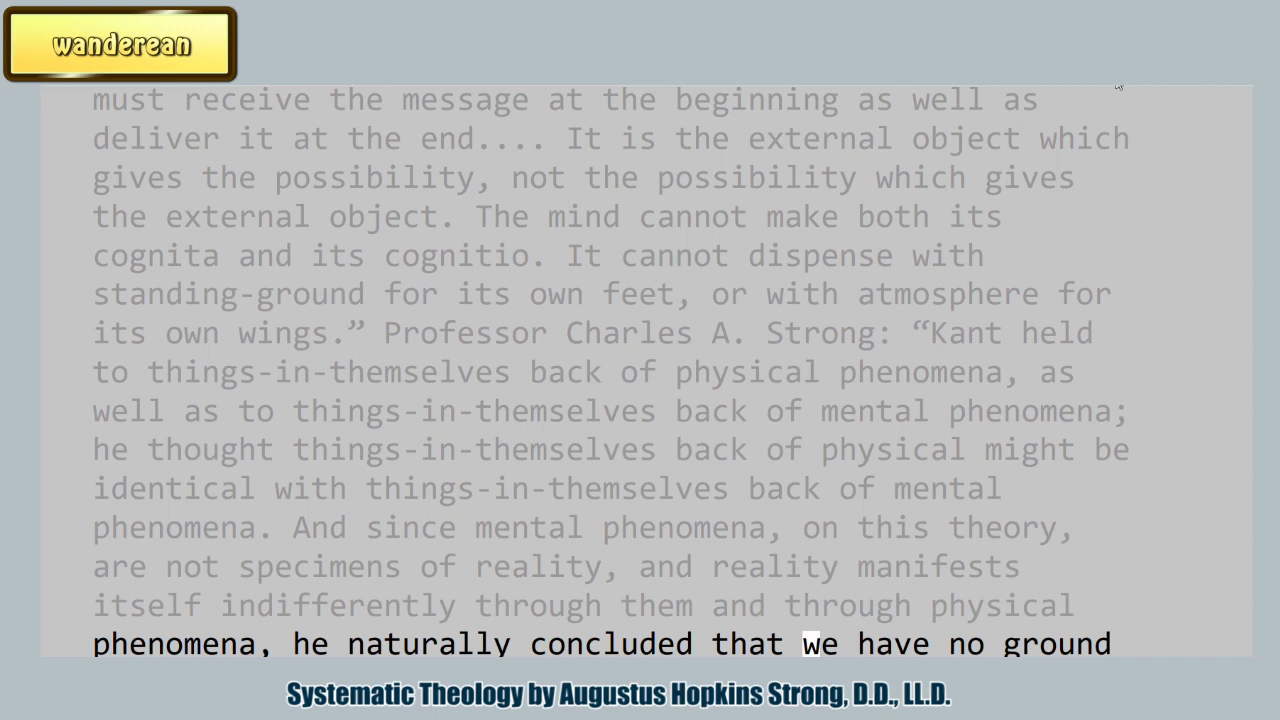 wanderean
must receive the message at the beginning as well as
deliver it at the end.... It is the external object which
gives the possibility, not the possibility which gives
the external object. The mind cannot make both its
cognita and its cognitio. It cannot dispense with
standing-ground for its own feet, or with atmosphere for
its own wings.” Professor Charles A. Strong: “Kant held
to things-in-themselves back of physical phenomena, as
well as to things-in-themselves back of mental phenomena;
he thought things-in-themselves back of physical might be
identical with things-in-themselves back of mental
phenomena. And since mental phenomena, on this theory,
are not specimens of reality, and reality manifests
itself indifferently through them and through physical
phenomena, he naturally concluded that we have no ground
Systematic Theology by Augustus Hopkins Strong, D.D., LL.D.